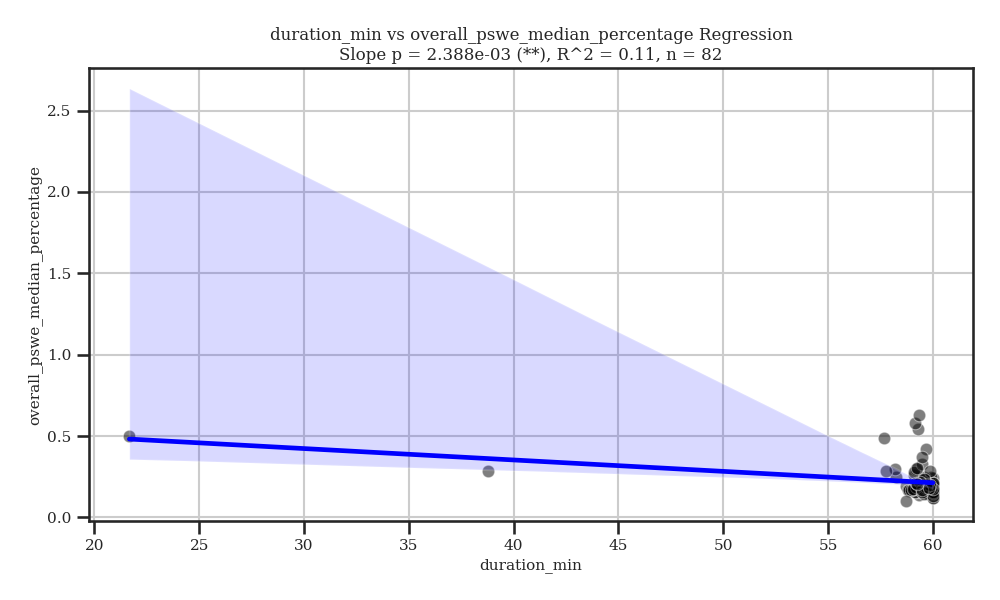 duration_min vs overall_pswe_median_percentage Regression
Slope p = 2.388e-03 (**), R^2 = 0.11, n = 82
overall_pswe_median_percentage
2.5
2.0
1.5
1.0
0.5
0.0
20 25 30 35 40 45 50 55 60
duration_min